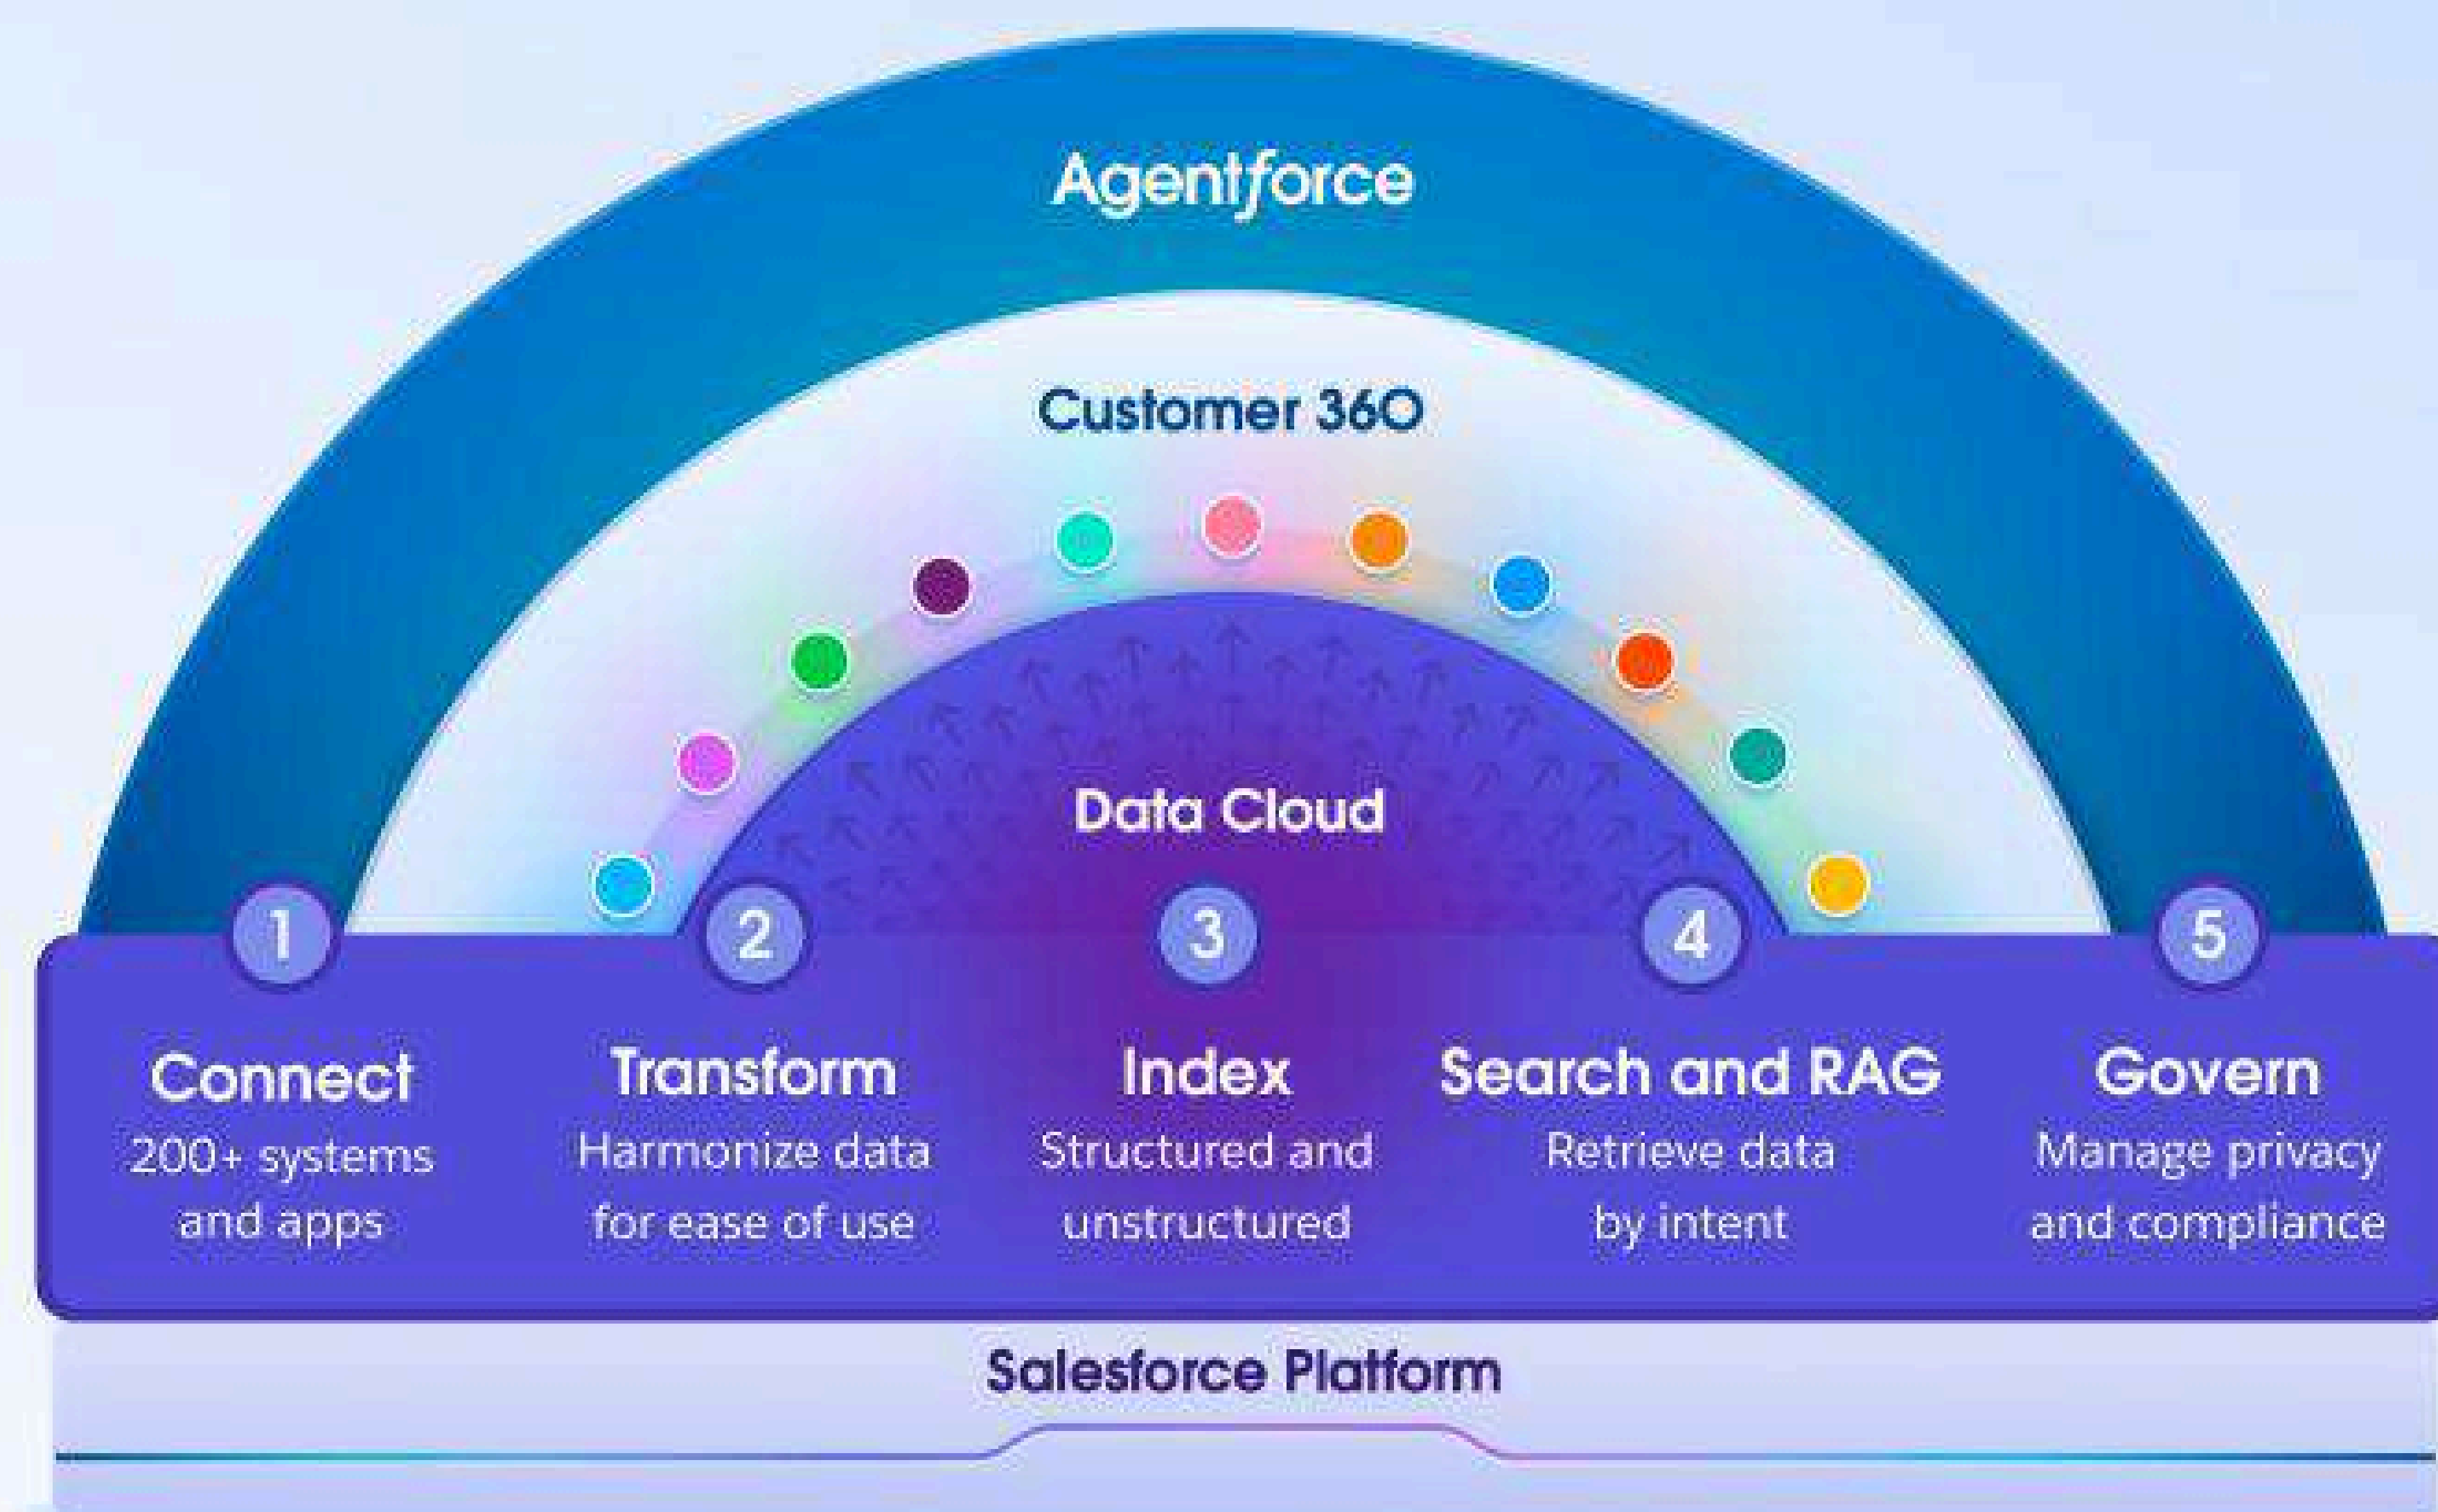 Agentforce
Customer 360
Data Cloud
1
2
3
4
5
Connect
200+ systems
and apps
Transform
Harmonize data
for ease of use
Index
Structured and
unstructured
Search and RAG
Retrieve data
by intent
Govern
Manage privacy
and compliance
Salesforce Platform